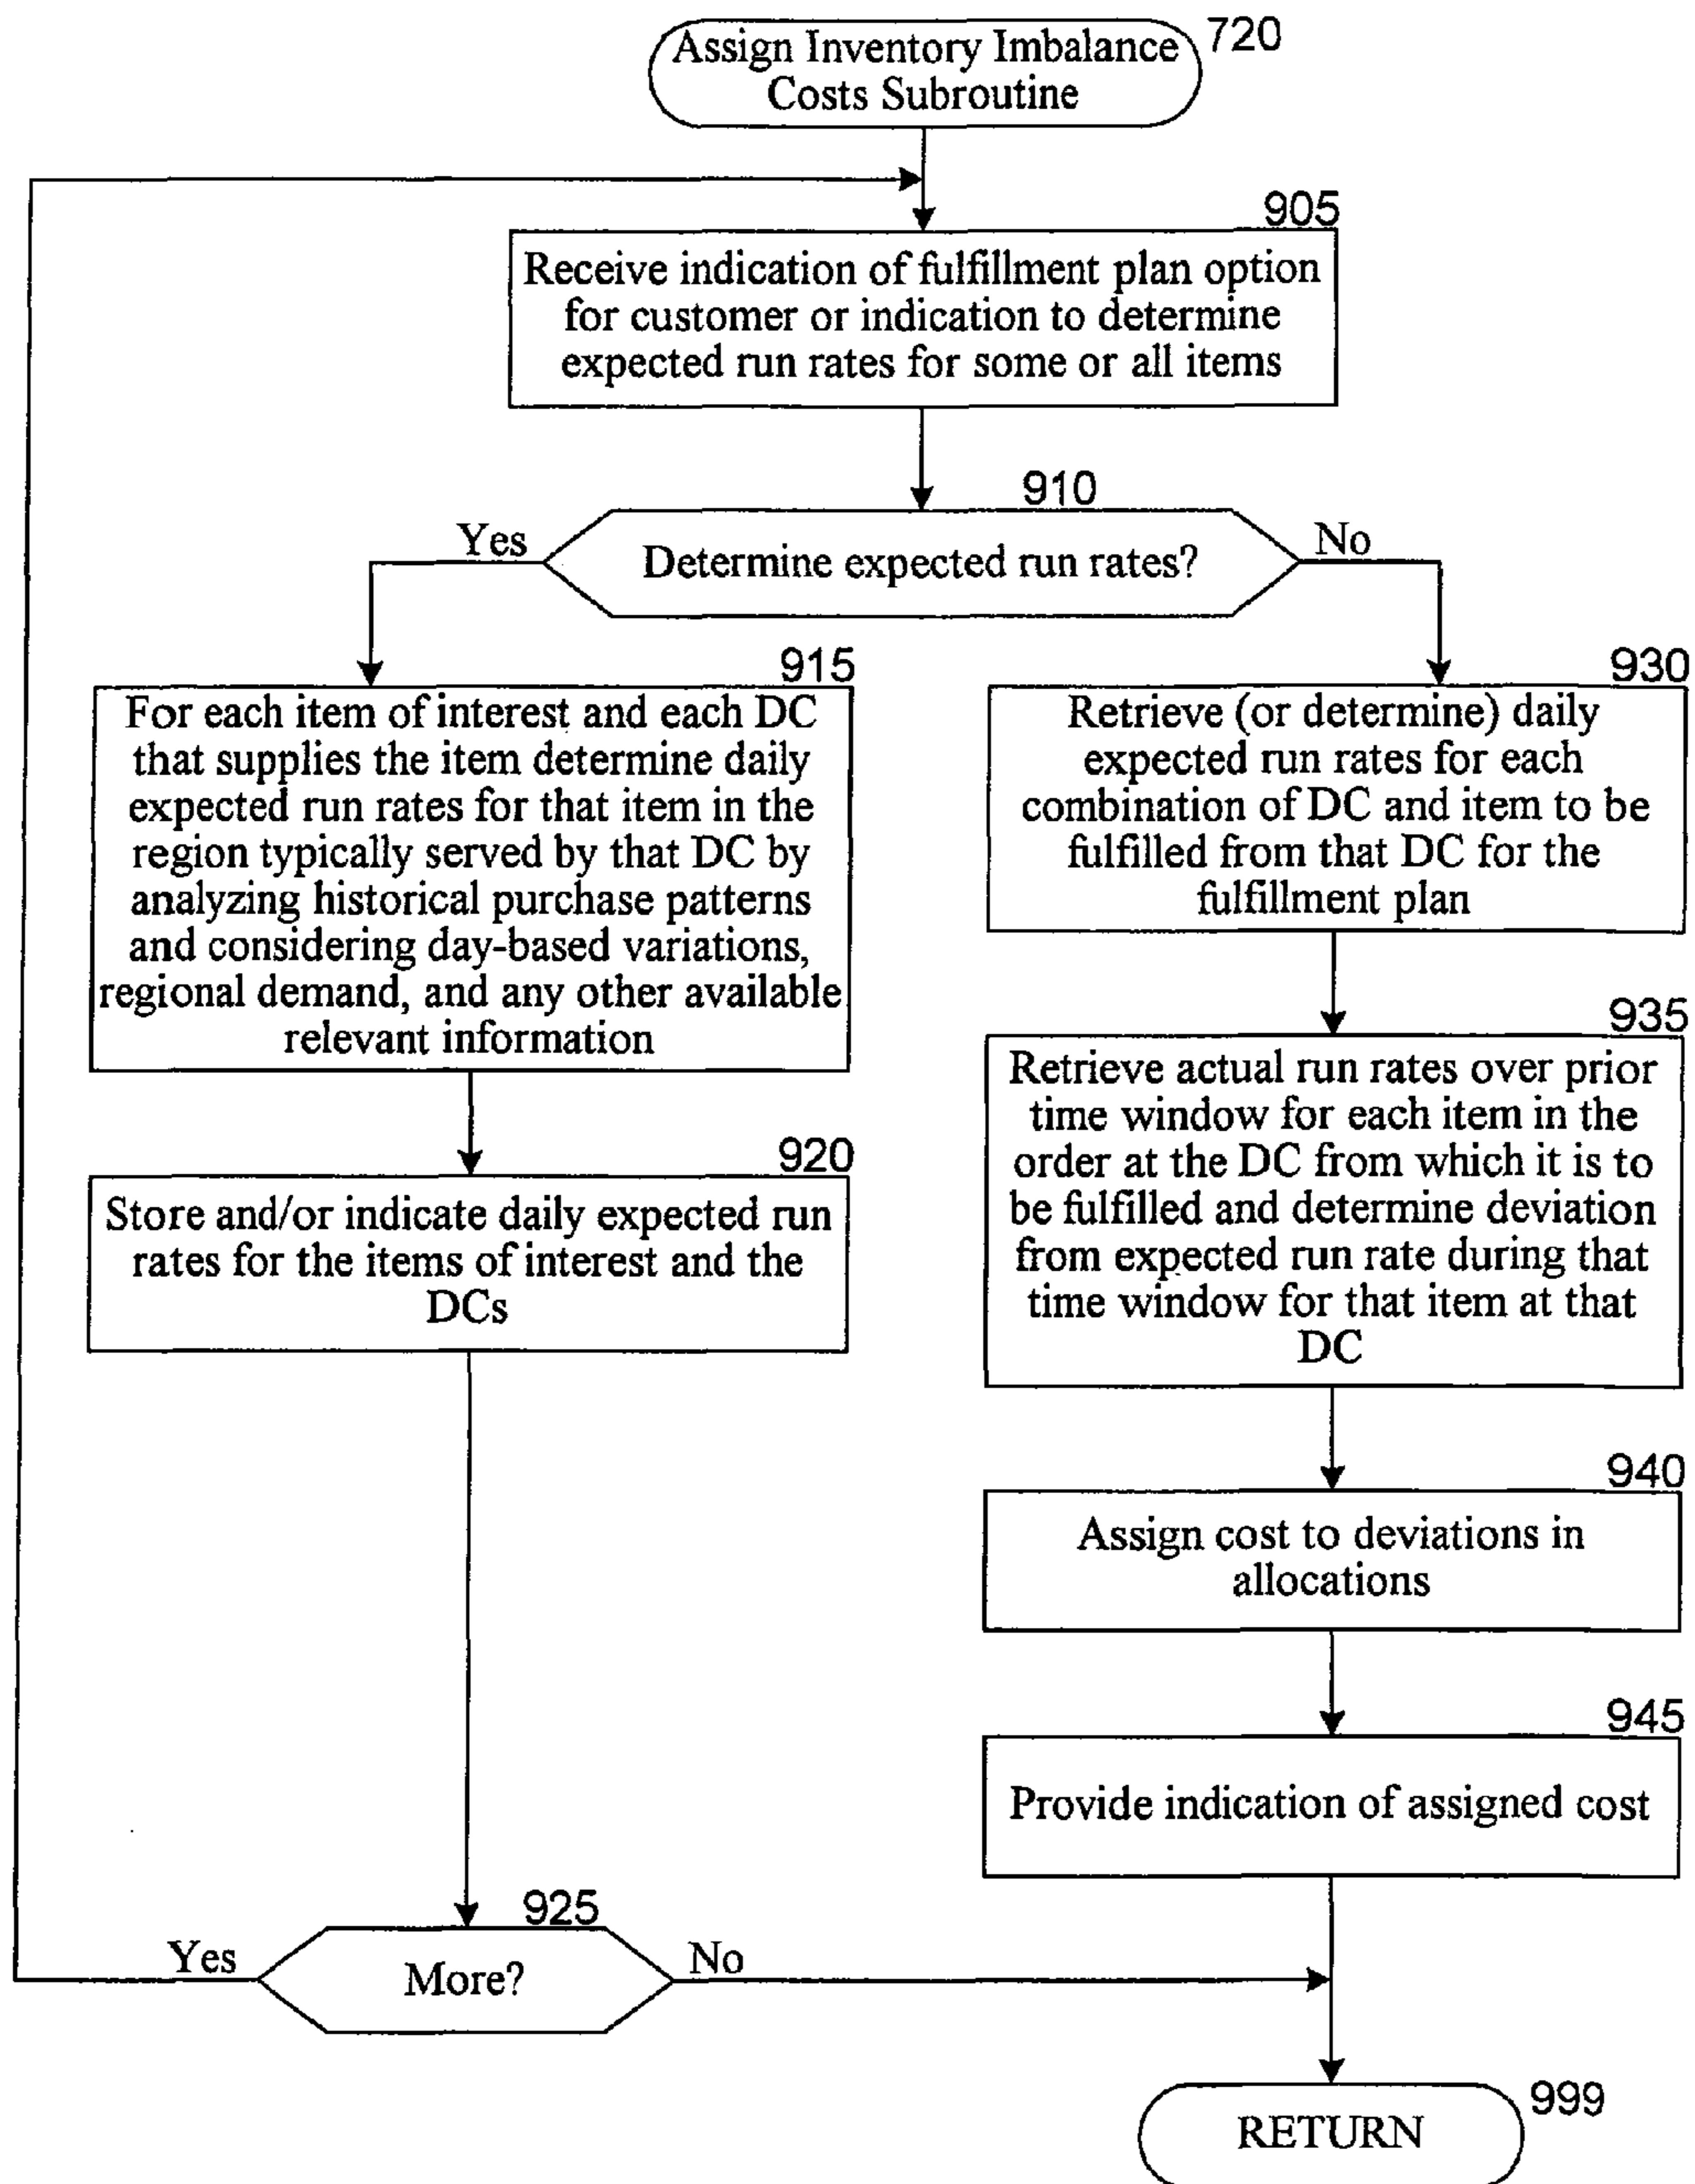 Assign Inventory Imbalance
Costs Subroutine
720
905
Receive indication of fulfillment plan option
for customer or indication to determine
expected run rates for some or all items
910
Yes
Determine expected run rates?
No
915
For each item of interest and each DC
that supplies the item determine daily
expected run rates for that item in the
region typically served by that DC by
analyzing historical purchase patterns
and considering day-based variations,
regional demand, and any other available
relevant information
920
Store and/or indicate daily expected run
rates for the items of interest and the
DCs
925
Yes
More?
No
930
Retrieve (or determine) daily
expected run rates for each
combination of DC and item to be
fulfilled from that DC for the
fulfillment plan
935
Retrieve actual run rates over prior
time window for each item in the
order at the DC from which it is to
be fulfilled and determine deviation
from expected run rate during that
time window for that item at that
DC
940
Assign cost to deviations in
allocations
945
Provide indication of assigned cost
999
RETURN